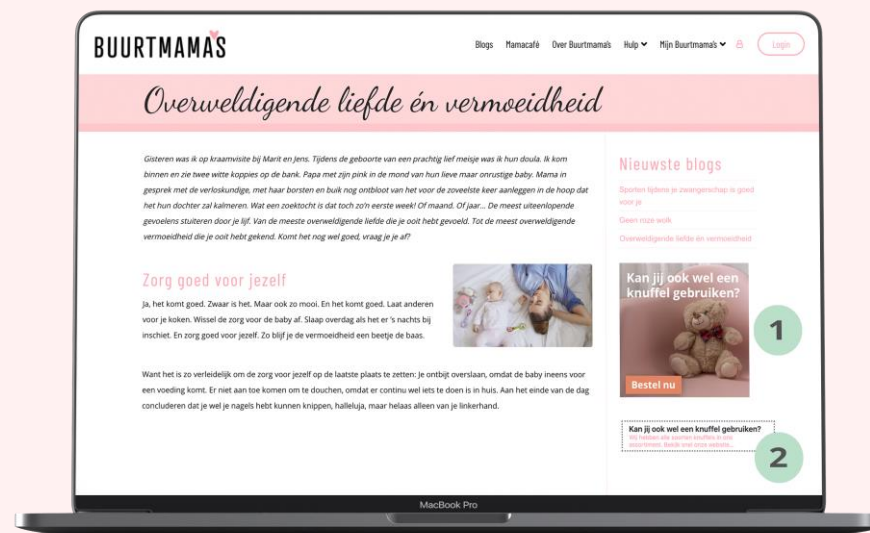 BUURTMAMA'S
Blogs Mamacafé Over Buurtmama's Hulp Mijn Buurtmama's Login
Overweldigende liefde én vermoeidheid
Gisteren was ik op kraamvisite bij Marit en Jens. Tijdens de geboorte van een prachtig lief meisje was ik hun doula. Ik kom
binnen en zie twee witte koppies op de bank. Papa met zijn pink in de mond van hun lieve maar onrustige baby. Mama in
gesprek met de verloskundige, met haar borsten en buik nog ontbloot van het voor de zoveelste keer aanleggen in de hoop dat
het hun dochter zal kalmeren. Wat een zoektocht is dat toch zo'n eerste week! Of maand. Of jaar... De meest uiteenlopende
gevoelens stuiteren door je lijf. Van de meeste overweldigende liefde die je ooit hebt gevoeld. Tot de meest overweldigende
vermoeidheid die je ooit hebt gekend. Komt het nog wel goed, vraag je je af?
Zorg goed voor jezelf
Ja, het komt goed. Zwaar is het. Maar ook zo mooi. En het komt goed. Laat anderen
voor je koken. Wissel de zorg voor de baby af. Slaap overdag als het er 's nachts bij
inschiet. En zorg goed voor jezelf. Zo blijf je de vermoeidheid een beetje de baas.
Want het is zo verleidelijk om de zorg voor jezelf op de laatste plaats te zetten: Je ontbijt overslaan, omdat de baby ineens voor
een voeding komt. Er niet aan toe komen om te douchen, omdat er continu wel iets te doen is in huis. Aan het einde van de dag
concluderen dat je wel je nagels hebt kunnen knippen, halleluja, maar helaas alleen van je linkerhand.
Nieuwste blogs
Sporten tijdens je zwangerschap is goed
voor je
Geen roze wolk
Overweldigende liefde én vermoeidheid
Kan jij ook wel een
knuffel gebruiken?
Bestel nu
1
Kan jij ook wel een knuffel gebruiken?
Wij hebben alle soorten knuffels in ons
assortiment. Bekijk snel onze website...
2
MacBook Pro